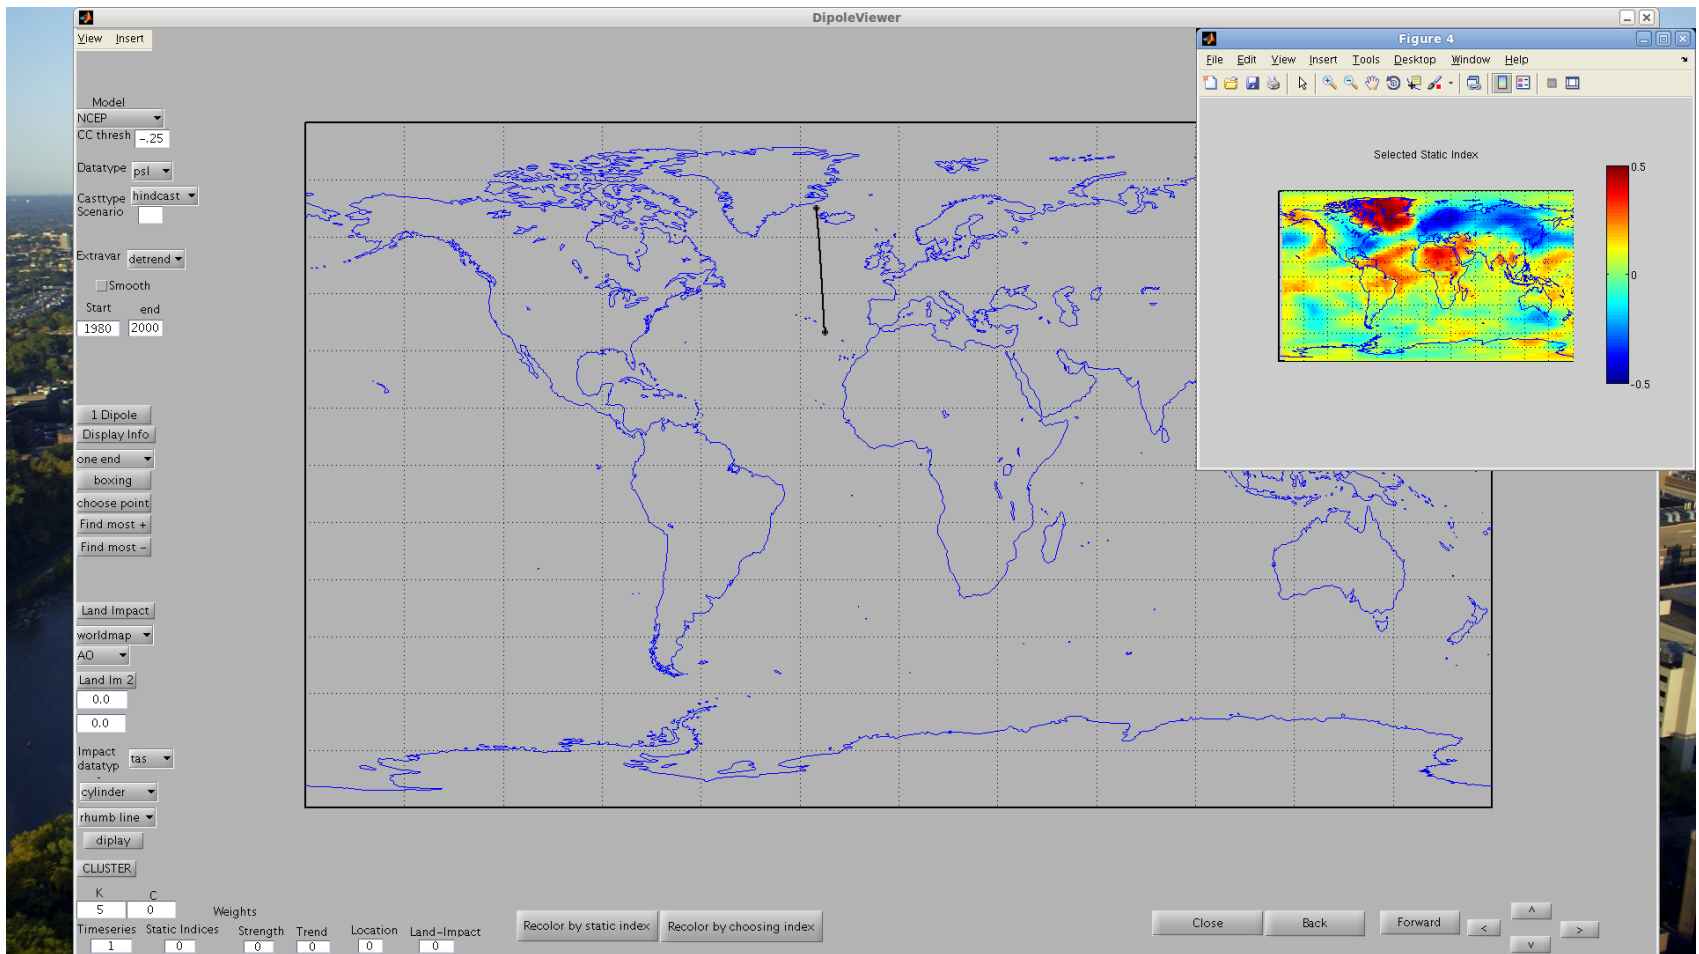 DipoleViewer
View Insert
Model
NCEP
CC thresh -.25
Datatype psl
Casttype hindcast
Scenario
Extravar detrend
Smooth
Start end
1980 2000
1 Dipole
Display Info
one end
boxing
choose point
Find most +
Find most -
Land Impact
worldmap
AO
Land Im 2
0.0
0.0
Impact
datatyp tas
cylinder
rhumb line
diplay
CLUSTER
K C
5 0
Weights
Timeseries Static Indices Strength Trend Location Land-Impact
1 0 0 0 0 0
Recolor by static index Recolor by choosing index
Close Back Forward < ^ v >
Figure 4
File Edit View Insert Tools Desktop Window Help
Selected Static Index
0.5
0
-0.5